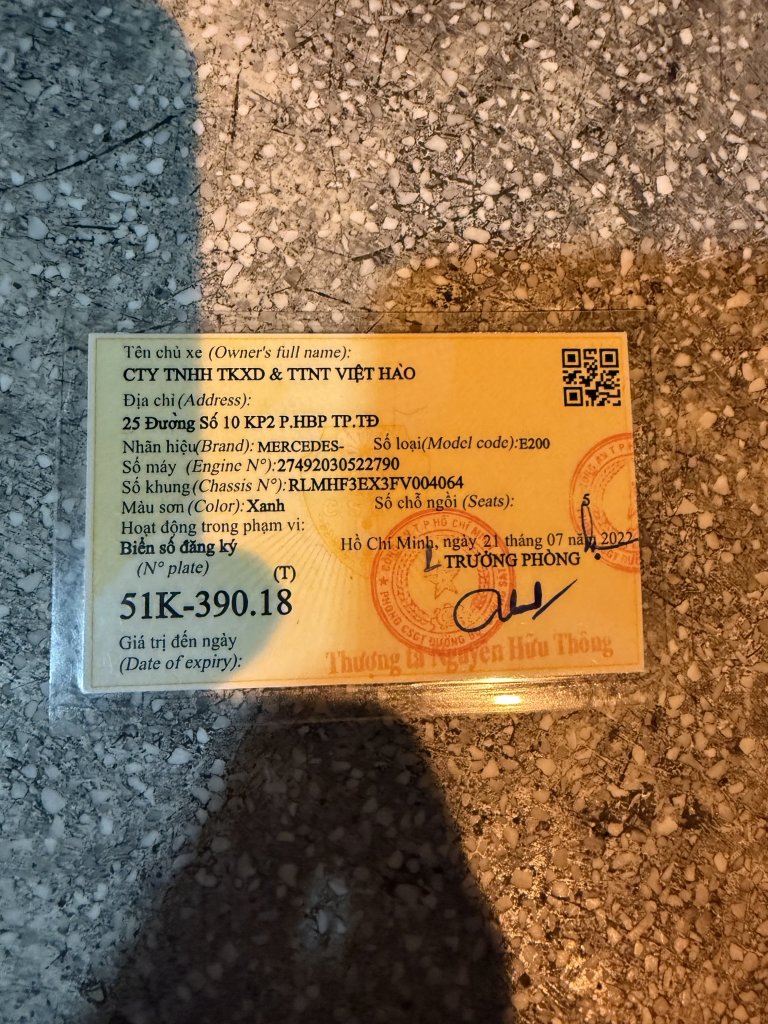 Tên chủ xe (Owner's full name):
CTY TNHH TKXD & TTNT VIỆT HÀO
Địa chỉ (Address):
25 Đường Số 10 KP2 P.HBP TP.TĐ
Nhãn hiệu (Brand): MERCEDES- Số loại (Model code): E200
Số máy (Engine Nº): 27492030522790
Số khung (Chassis Nº): RLMHF3EX3FV004064
Màu sơn (Color): Xanh Số chỗ ngồi (Seats): 5
Hoạt động trong phạm vi:
Hồ Chí Minh, ngày 21 tháng 07 năm 2022
Biển số đăng ký
(Nº plate)
TRƯỞNG PHÒNG
(T)
51K-390.18
Giá trị đến ngày
(Date of expiry):
Thượng tá Nguyễn Hữu Thông